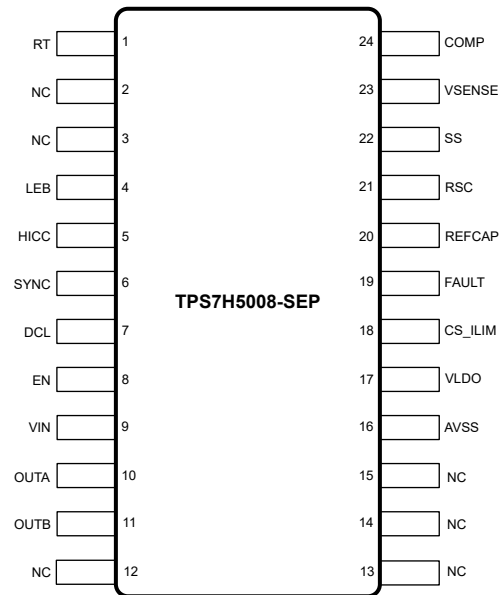 RT 1 24 COMP
NC 2 23 VSENSE
NC 3 22 SS
LEB 4 21 RSC
HICC 5 20 REFCAP
SYNC 6 19 FAULT
TPS7H5008-SEP
DCL 7 18 CS_ILIM
EN 8 17 VLDO
VIN 9 16 AVSS
OUTA 10 15 NC
OUTB 11 14 NC
NC 12 13 NC